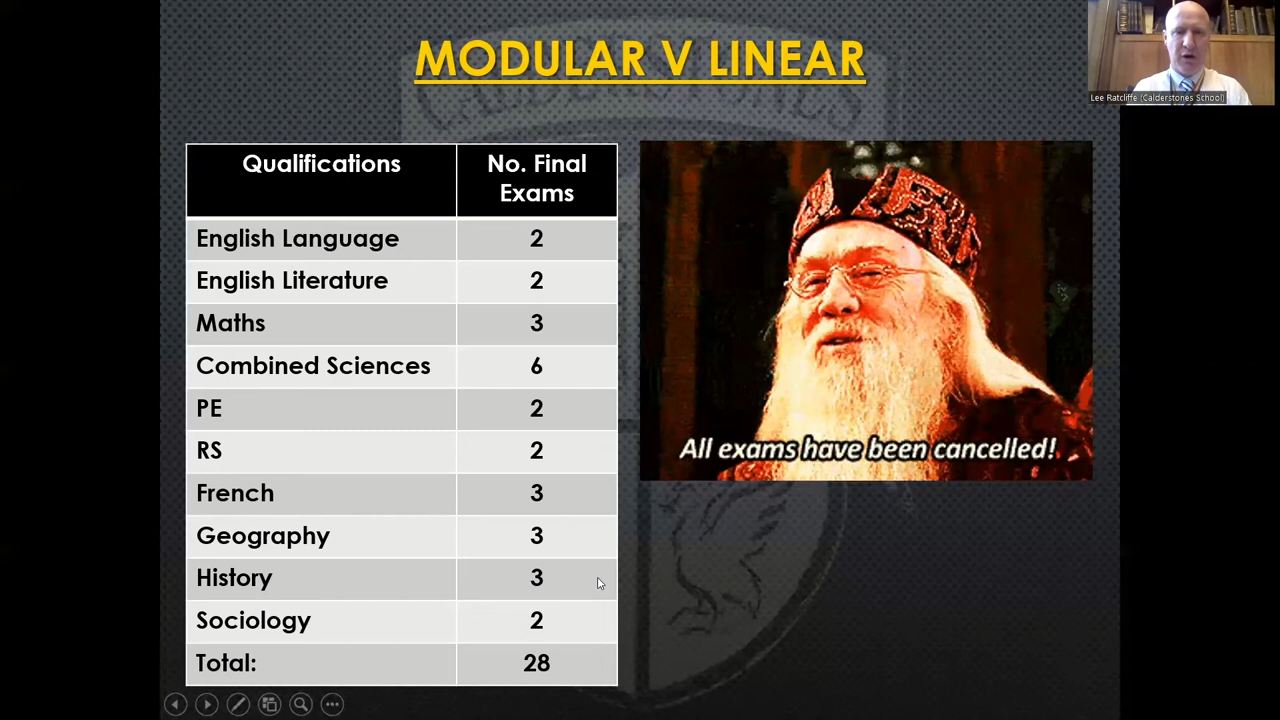 MODULAR V LINEAR
Lee Ratcliffe (Calderstones School)
Qualifications No. Final
Exams
English Language 2
English Literature 2
Maths 3
Combined Sciences 6
PE 2
RS 2
French 3
Geography 3
History 3
Sociology 2
Total: 28
All exams have been cancelled!